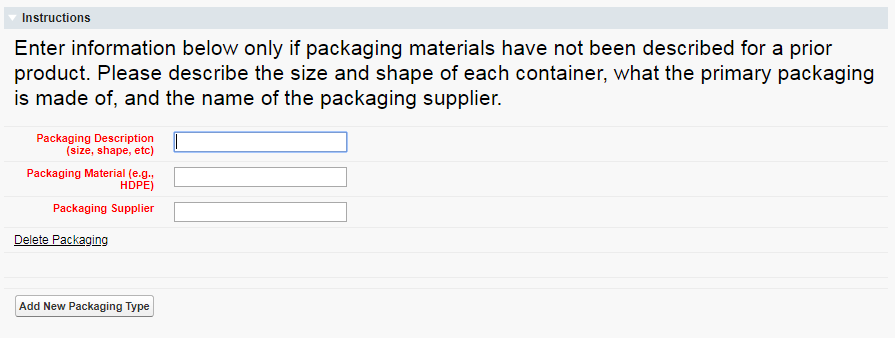 Instructions
Enter information below only if packaging materials have not been described for a prior
product. Please describe the size and shape of each container, what the primary packaging
is made of, and the name of the packaging supplier.
Packaging Description
(size, shape, etc)
Packaging Material (e.g.,
HDPE)
Packaging Supplier
Delete Packaging
Add New Packaging Type